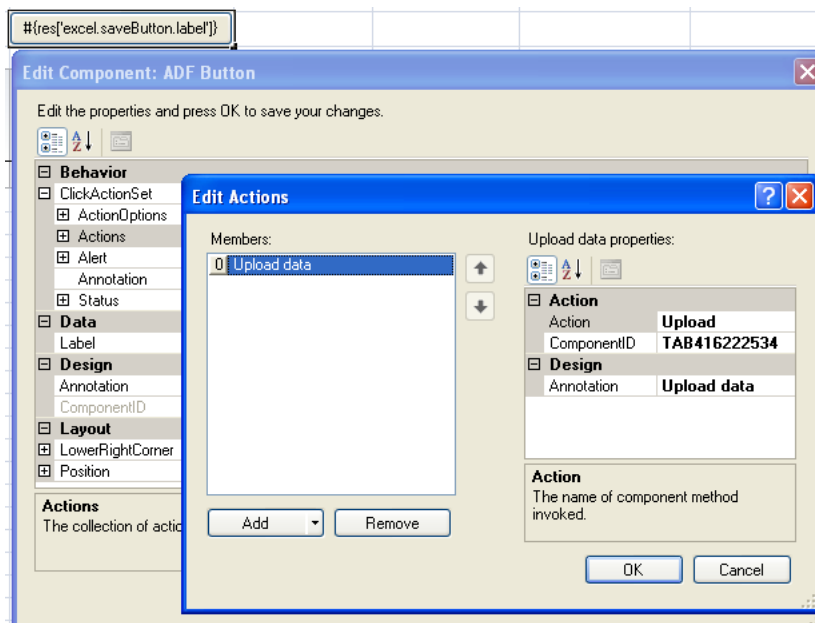 #{res['excel.saveButton.label']}
Edit Component: ADF Button
Edit the properties and press OK to save your changes.
Behavior
ClickActionSet
ActionOptions
Actions
Alert
Annotation
Status
Data
Label
Design
Annotation
ComponentID
Layout
LowerRightCorner
Position
Actions
The collection of actio
Edit Actions
Members:
0 Upload data
Add
Remove
Upload data properties:
Action
Action Upload
ComponentID TAB416222534
Design
Annotation Upload data
Action
The name of component method
invoked.
OK
Cancel